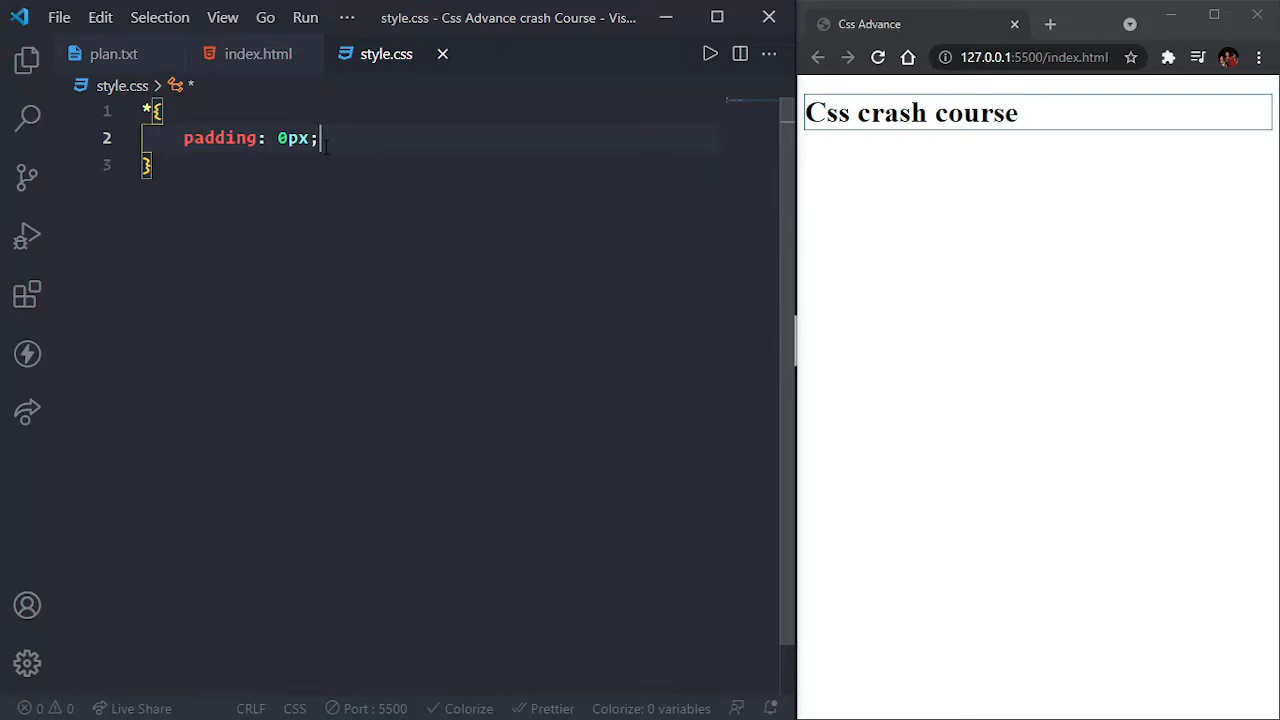 File Edit Selection View Go Run ··· style.css - Css Advance crash Course - Vis...
plan.txt index.html style.css
style.css > *
1 *{
2 padding: 0px;
3 }
0 0 Live Share CRLF CSS Port : 5500 Colorize Prettier Colorize: 0 variables
Css Advance
127.0.0.1:5500/index.html
Css crash course